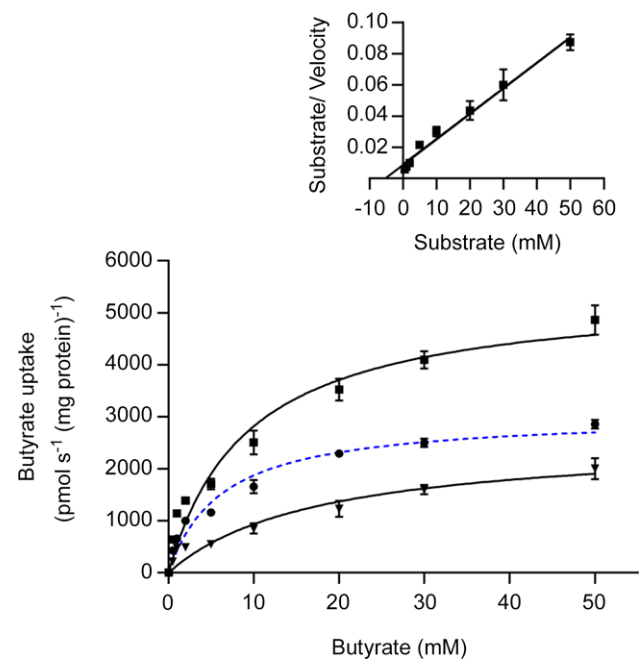 0.10
0.08
0.06
0.04
0.02
Substrate/ Velocity
-10 0 10 20 30 40 50 60
Substrate (mM)
6000
5000
4000
3000
2000
1000
0
Butyrate uptake
(pmol s⁻¹ (mg protein)⁻¹)
0 10 20 30 40 50
Butyrate (mM)